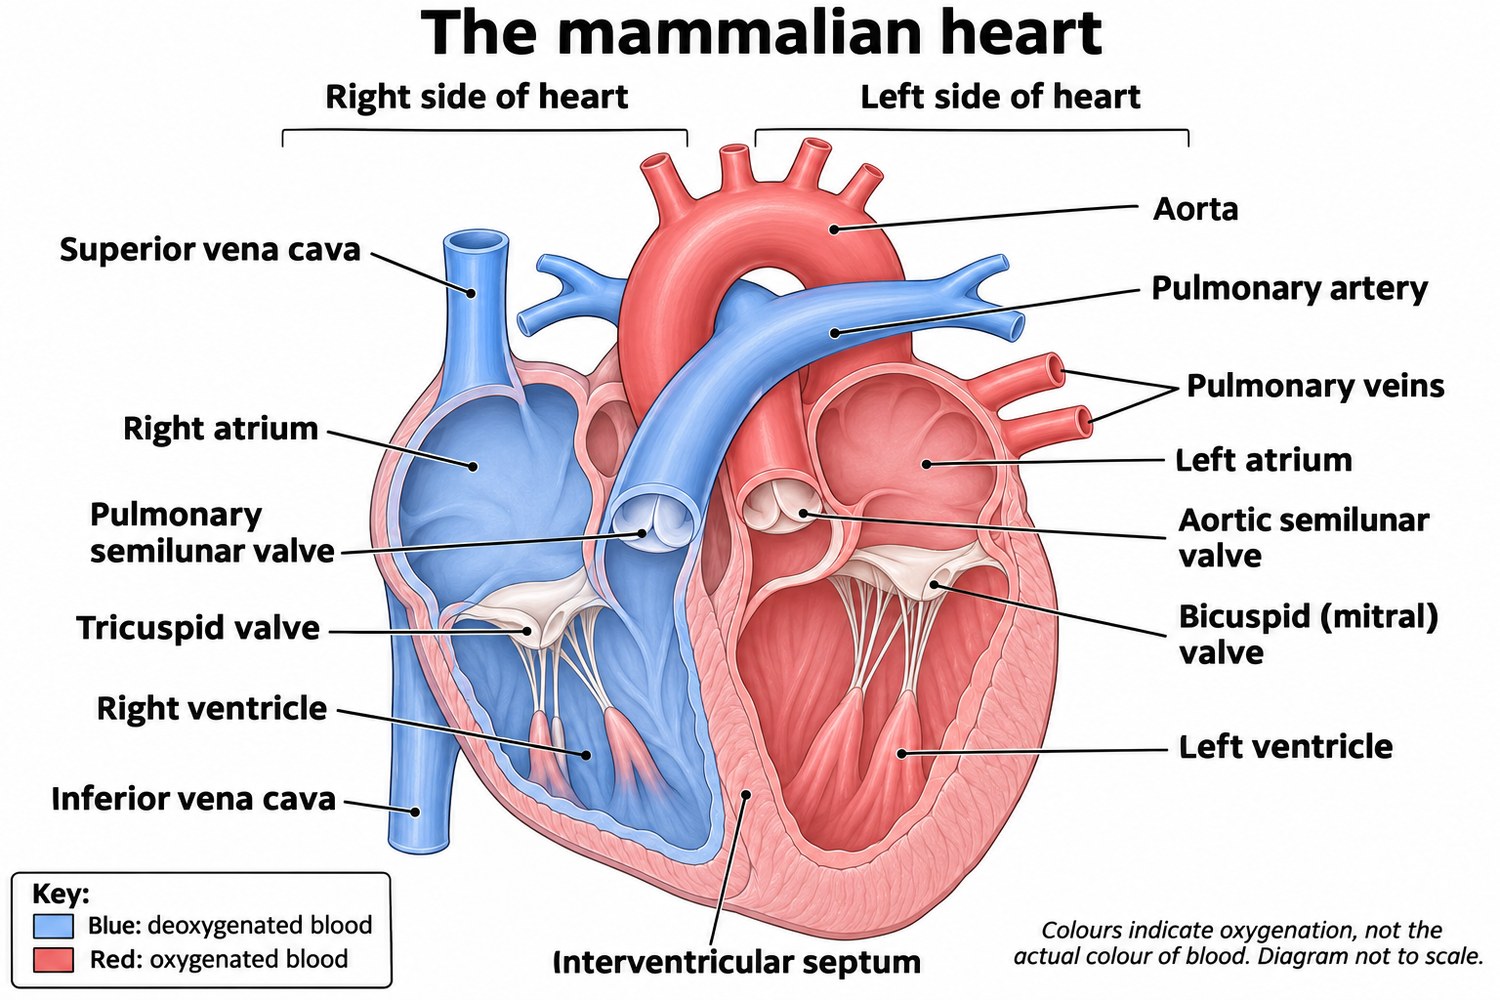 The mammalian heart
Right side of heart
Left side of heart
Superior vena cava
Right atrium
Pulmonary
semilunar valve
Tricuspid valve
Right ventricle
Inferior vena cava
Aorta
Pulmonary artery
Pulmonary veins
Left atrium
Aortic semilunar
valve
Bicuspid (mitral)
valve
Left ventricle
Interventricular septum
Key:
Blue: deoxygenated blood
Red: oxygenated blood
Colours indicate oxygenation, not the
actual colour of blood. Diagram not to scale.